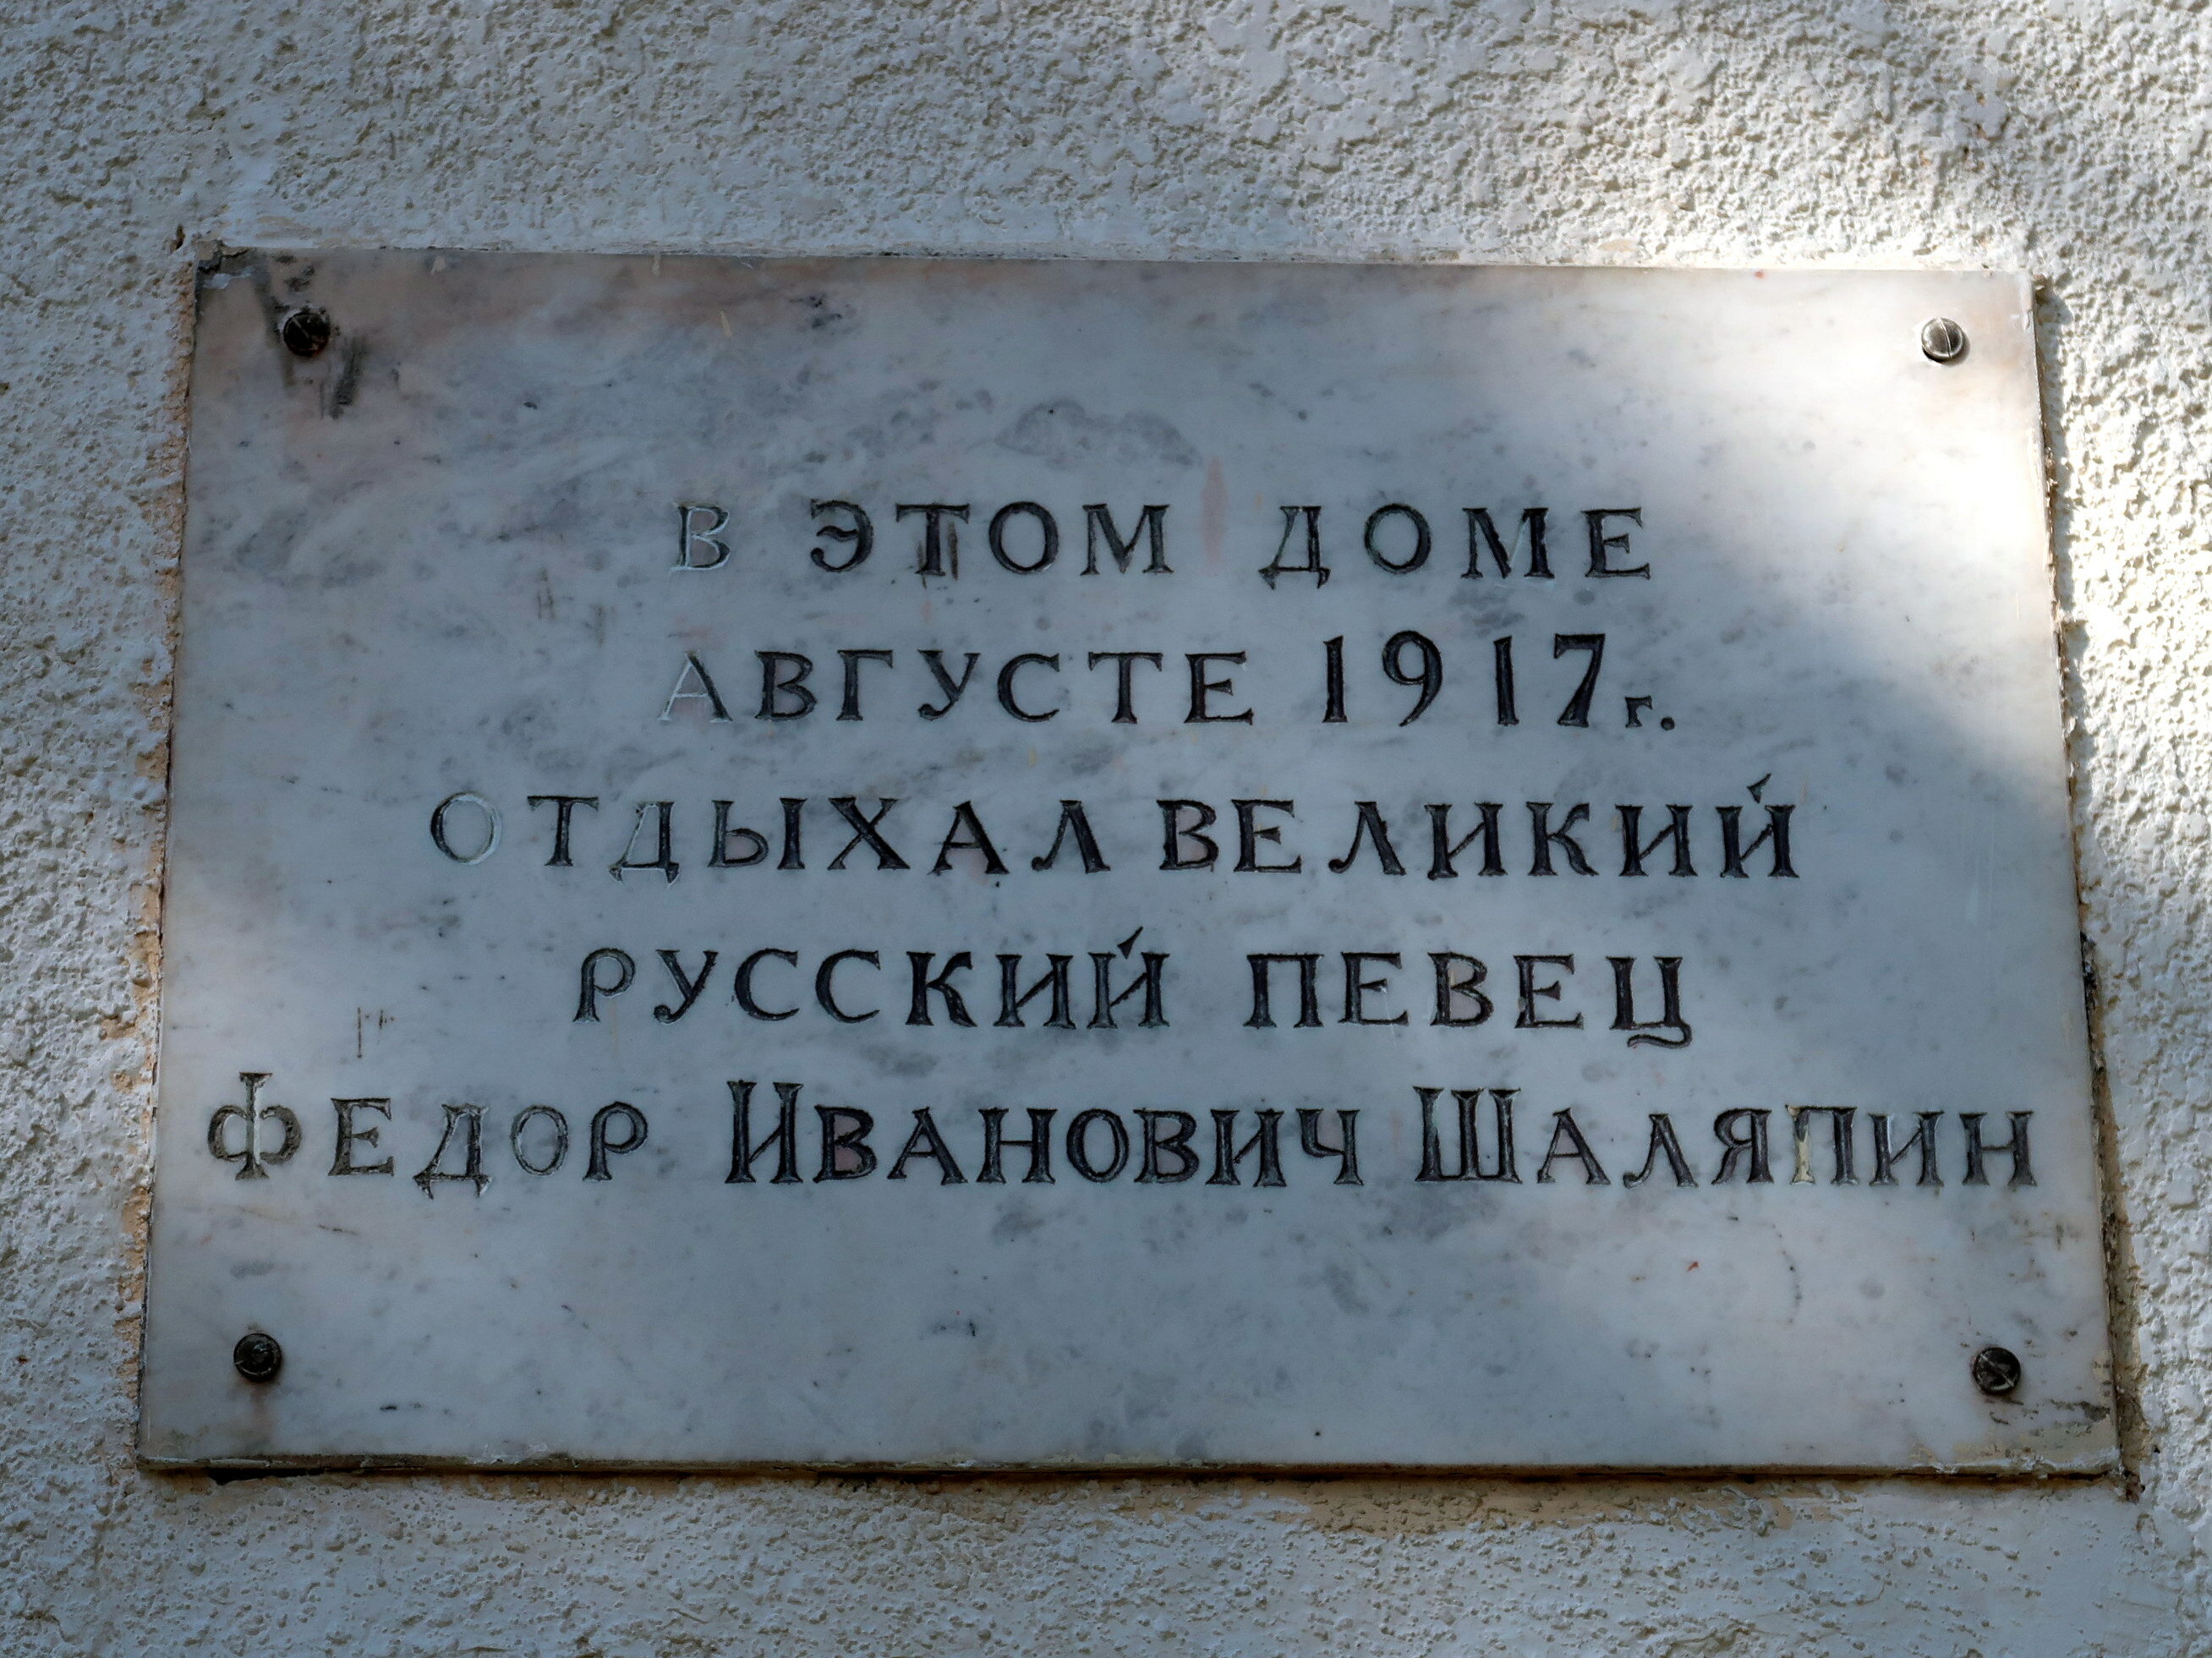 В ЭТОМ ДОМЕ
АВГУСТЕ 1917г.
ОТДЫХАЛ ВЕЛИКИЙ
РУССКИЙ ПЕВЕЦ
ФЕДОР ИВАНОВИЧ ШАЛЯПИН